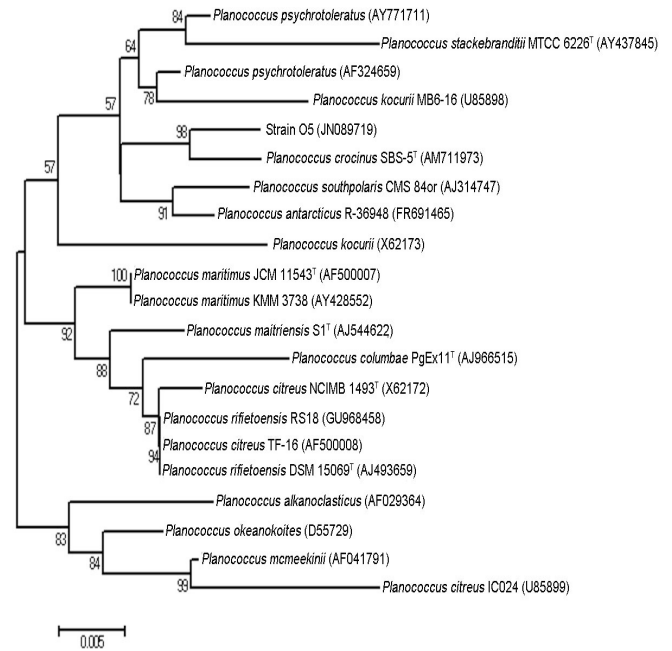 84 Planococcus psychrotoleratus (AY771711)
Planococcus stackebranditii MTCC 6226ᵀ (AY437845)
64
Planococcus psychrotoleratus (AF324659)
78 Planococcus kocurii MB6-16 (U85898)
57
98 Strain O5 (JN089719)
Planococcus crocinus SBS-5ᵀ (AM711973)
57
Planococcus southpolaris CMS 84or (AJ314747)
91 Planococcus antarcticus R-36948 (FR691465)
Planococcus kocurii (X62173)
100 Planococcus maritimus JCM 11543ᵀ (AF500007)
Planococcus maritimus KMM 3738 (AY428552)
92
Planococcus maitriensis S1ᵀ (AJ544622)
88
Planococcus columbae PgEx11ᵀ (AJ966515)
72
Planococcus citreus NCIMB 1493ᵀ (X62172)
87 Planococcus rifietoensis RS18 (GU968458)
Planococcus citreus TF-16 (AF500008)
94
Planococcus rifietoensis DSM 15069ᵀ (AJ493659)
Planococcus alkanoclasticus (AF029364)
83
Planococcus okeanokoites (D55729)
84
Planococcus mcmeekinii (AF041791)
99 Planococcus citreus IC024 (U85899)
0.005